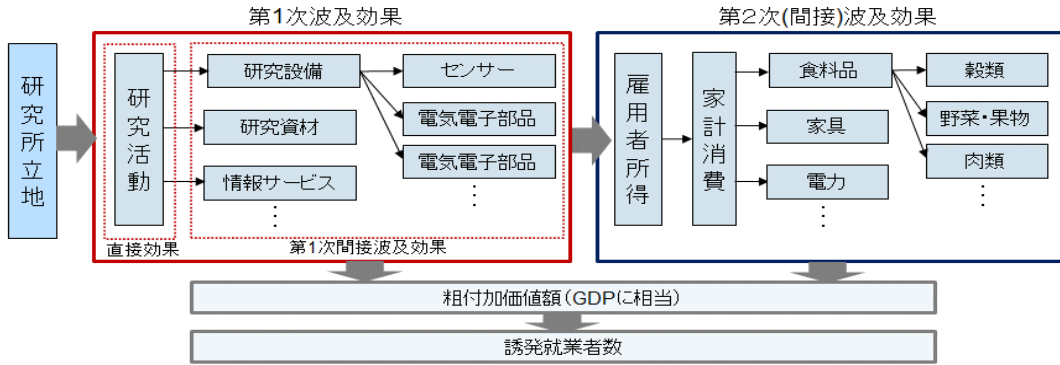 第1次波及効果
第2次(間接)波及効果
研究所立地
研究活動
研究設備
研究資材
情報サービス
⋮
センサー
電気電子部品
電気電子部品
⋮
直接効果
第1次間接波及効果
雇用者所得
家計消費
食料品
家具
電力
⋮
穀類
野菜・果物
肉類
⋮
粗付加価値額(GDPに相当)
誘発就業者数